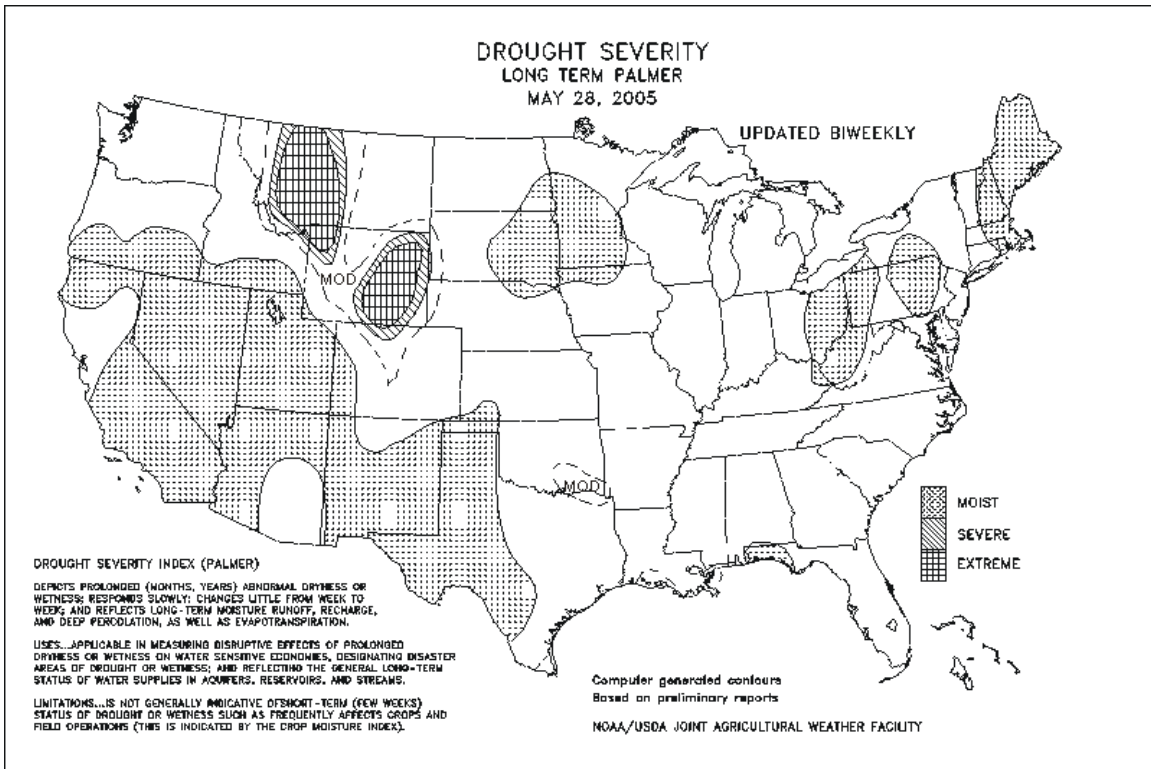 DROUGHT SEVERITY
LONG TERM PALMER
MAY 28, 2005
UPDATED BIWEEKLY
MOD
MOD
MOIST
SEVERE
EXTREME
DROUGHT SEVERITY INDEX (PALMER)
DEPICTS PROLONGED (MONTHS, YEARS) ABNORMAL DRYNESS OR
WETNESS; RESPONDS SLOWLY; CHANGES LITTLE FROM WEEK TO
WEEK; AND REFLECTS LONG-TERM MOISTURE RUNOFF, RECHARGE,
AND DEEP PERCOLATION, AS WELL AS EVAPOTRANSPIRATION.
USES...APPLICABLE IN MEASURING DISRUPTIVE EFFECTS OF PROLONGED
DRYNESS OR WETNESS ON WATER SENSITIVE ECONOMIES, DESIGNATING DISASTER
AREAS OF DROUGHT OR WETNESS; AND REFLECTING THE GENERAL LONG-TERM
STATUS OF WATER SUPPLIES IN AQUIFERS, RESERVOIRS, AND STREAMS.
LIMITATIONS...IS NOT GENERALLY INDICATIVE OFSHORT-TERM (FEW WEEKS)
STATUS OF DROUGHT OR WETNESS SUCH AS FREQUENTLY AFFECTS CROPS AND
FIELD OPERATIONS (THIS IS INDICATED BY THE CROP MOISTURE INDEX).
Computer generated contours
Based on preliminary reports
NOAA/USDA JOINT AGRICULTURAL WEATHER FACILITY